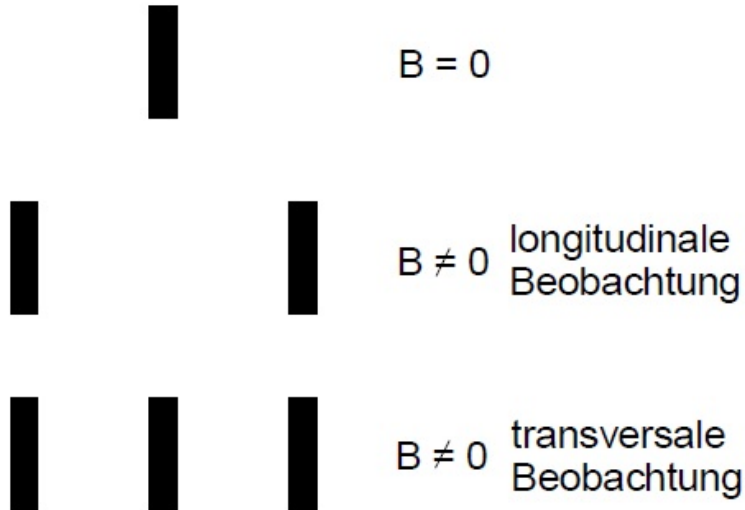 B = 0
B ≠ 0 longitudinale
Beobachtung
B ≠ 0 transversale
Beobachtung